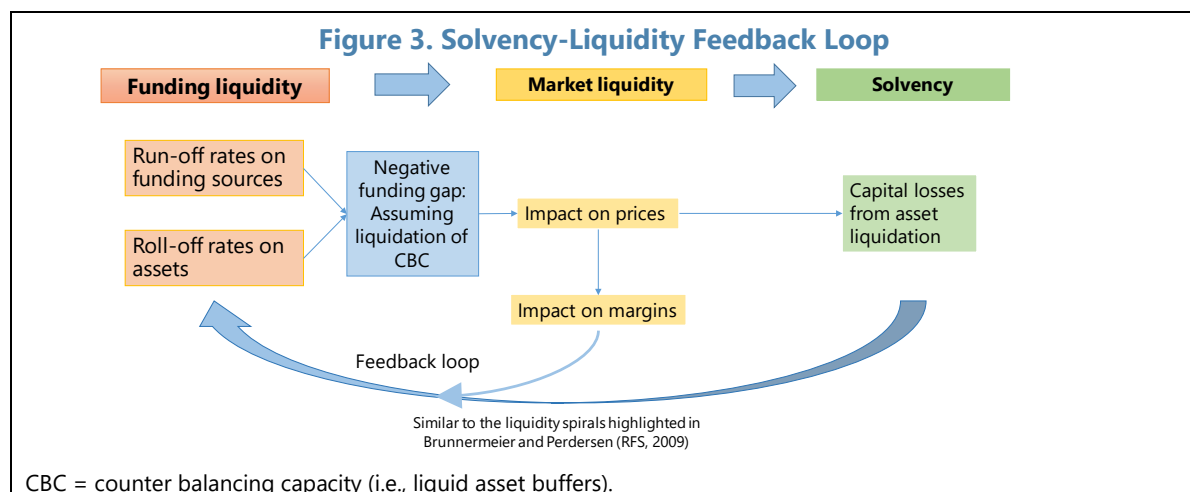 Figure 3. Solvency-Liquidity Feedback Loop
Funding liquidity
Market liquidity
Solvency
Run-off rates on
funding sources
Roll-off rates on
assets
Negative
funding gap:
Assuming
liquidation of
CBC
Impact on prices
Impact on margins
Capital losses
from asset
liquidation
Feedback loop
Similar to the liquidity spirals highlighted in
Brunnermeier and Perdersen (RFS, 2009)
CBC = counter balancing capacity (i.e., liquid asset buffers).